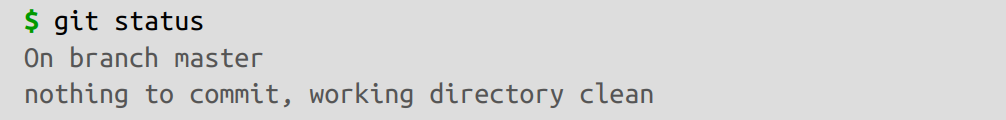 $ git status
On branch master
nothing to commit, working directory clean